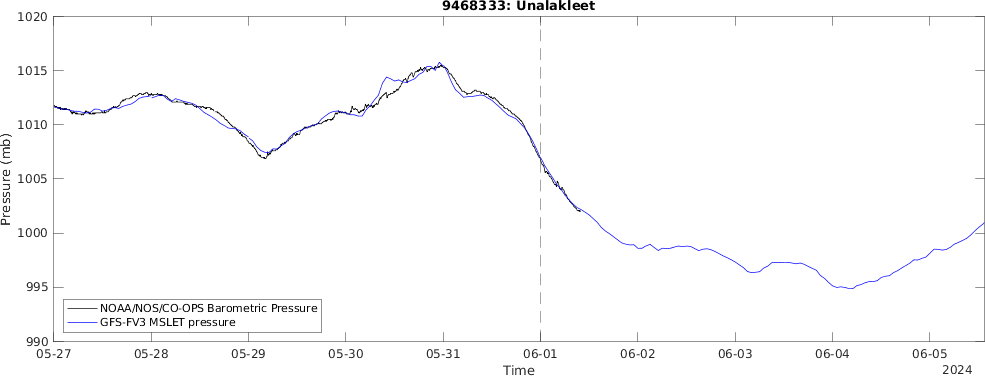 9468333: Unalakleet
1020
1015
1010
1005
1000
995
990
Pressure (mb)
NOAA/NOS/CO-OPS Barometric Pressure
GFS-FV3 MSLET pressure
05-27 05-28 05-29 05-30 05-31 06-01 06-02 06-03 06-04 06-05
Time
2024